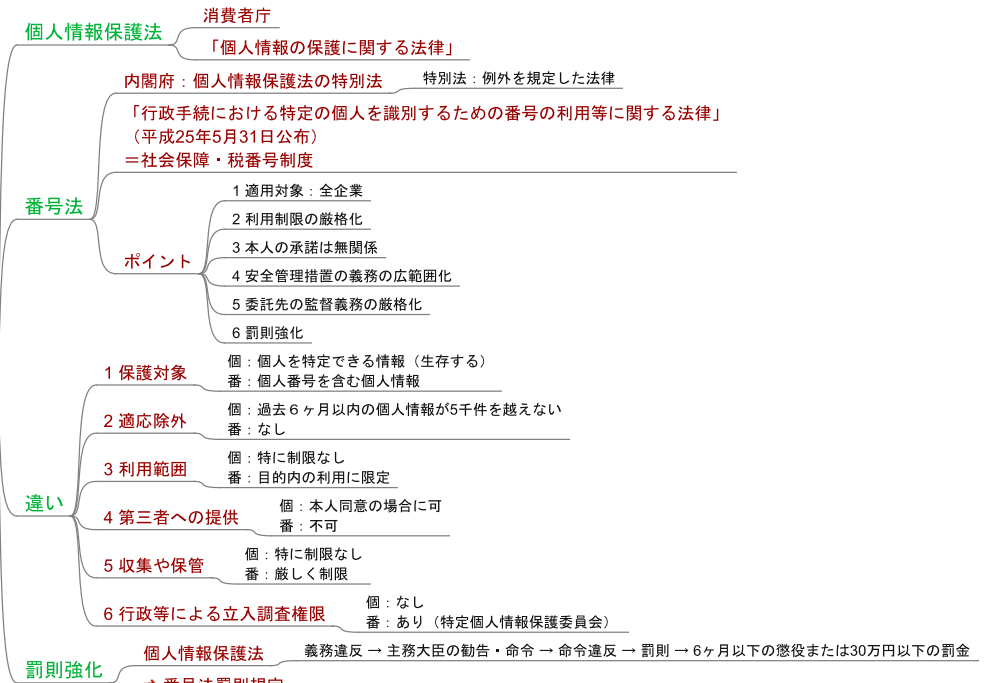 個人情報保護法
消費者庁
「個人情報の保護に関する法律」
番号法
内閣府：個人情報保護法の特別法
特別法：例外を規定した法律
「行政手続における特定の個人を識別するための番号の利用等に関する法律」
（平成25年5月31日公布）
＝社会保障・税番号制度
ポイント
1 適用対象：全企業
2 利用制限の厳格化
3 本人の承諾は無関係
4 安全管理措置の義務の広範囲化
5 委託先の監督義務の厳格化
6 罰則強化
違い
1 保護対象
個：個人を特定できる情報（生存する）
番：個人番号を含む個人情報
2 適応除外
個：過去６ヶ月以内の個人情報が5千件を越えない
番：なし
3 利用範囲
個：特に制限なし
番：目的内の利用に限定
4 第三者への提供
個：本人同意の場合に可
番：不可
5 収集や保管
個：特に制限なし
番：厳しく制限
6 行政等による立入調査権限
個：なし
番：あり（特定個人情報保護委員会）
罰則強化
個人情報保護法
義務違反 → 主務大臣の勧告・命令 → 命令違反 → 罰則 → 6ヶ月以下の懲役または30万円以下の罰金
番号法罰則規定